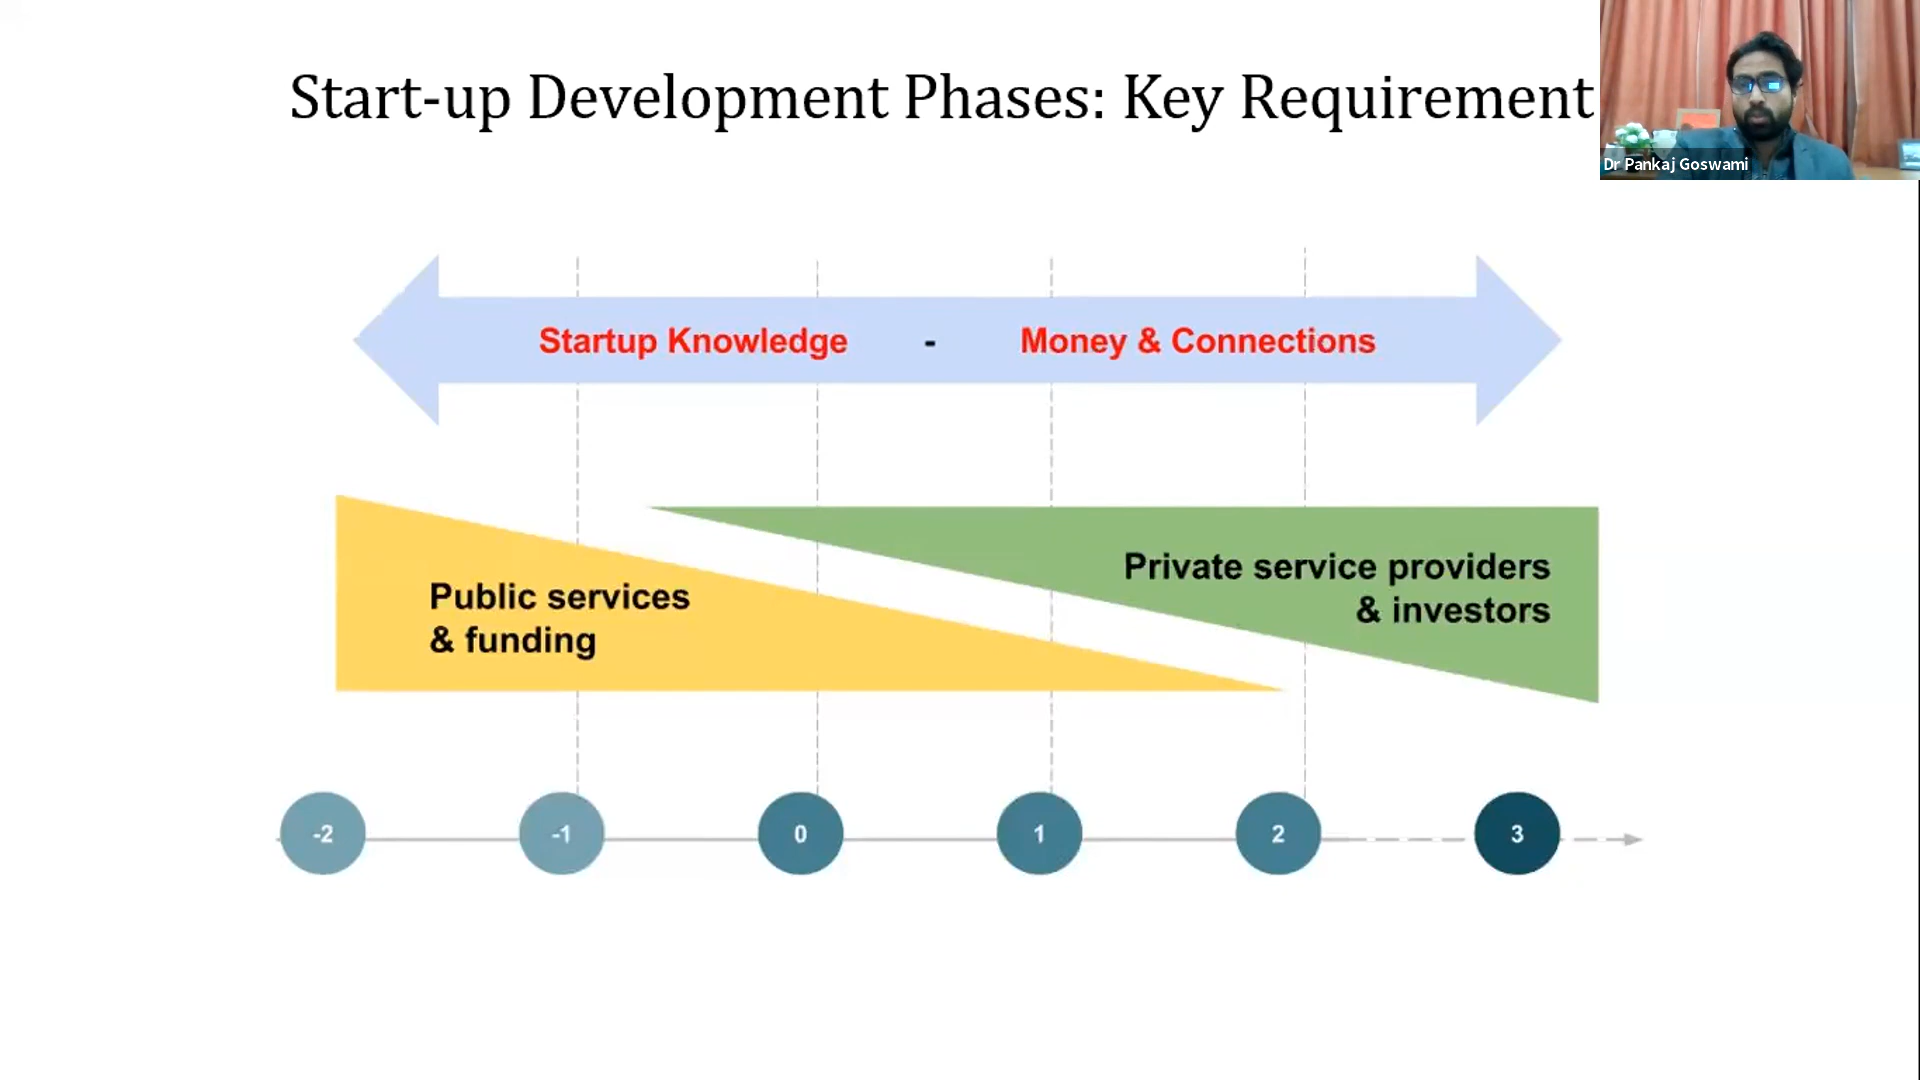 Start-up Development Phases: Key Requirement
Dr Pankaj Goswami
Startup Knowledge - Money & Connections
Public services
& funding
Private service providers
& investors
-2 -1 0 1 2 3